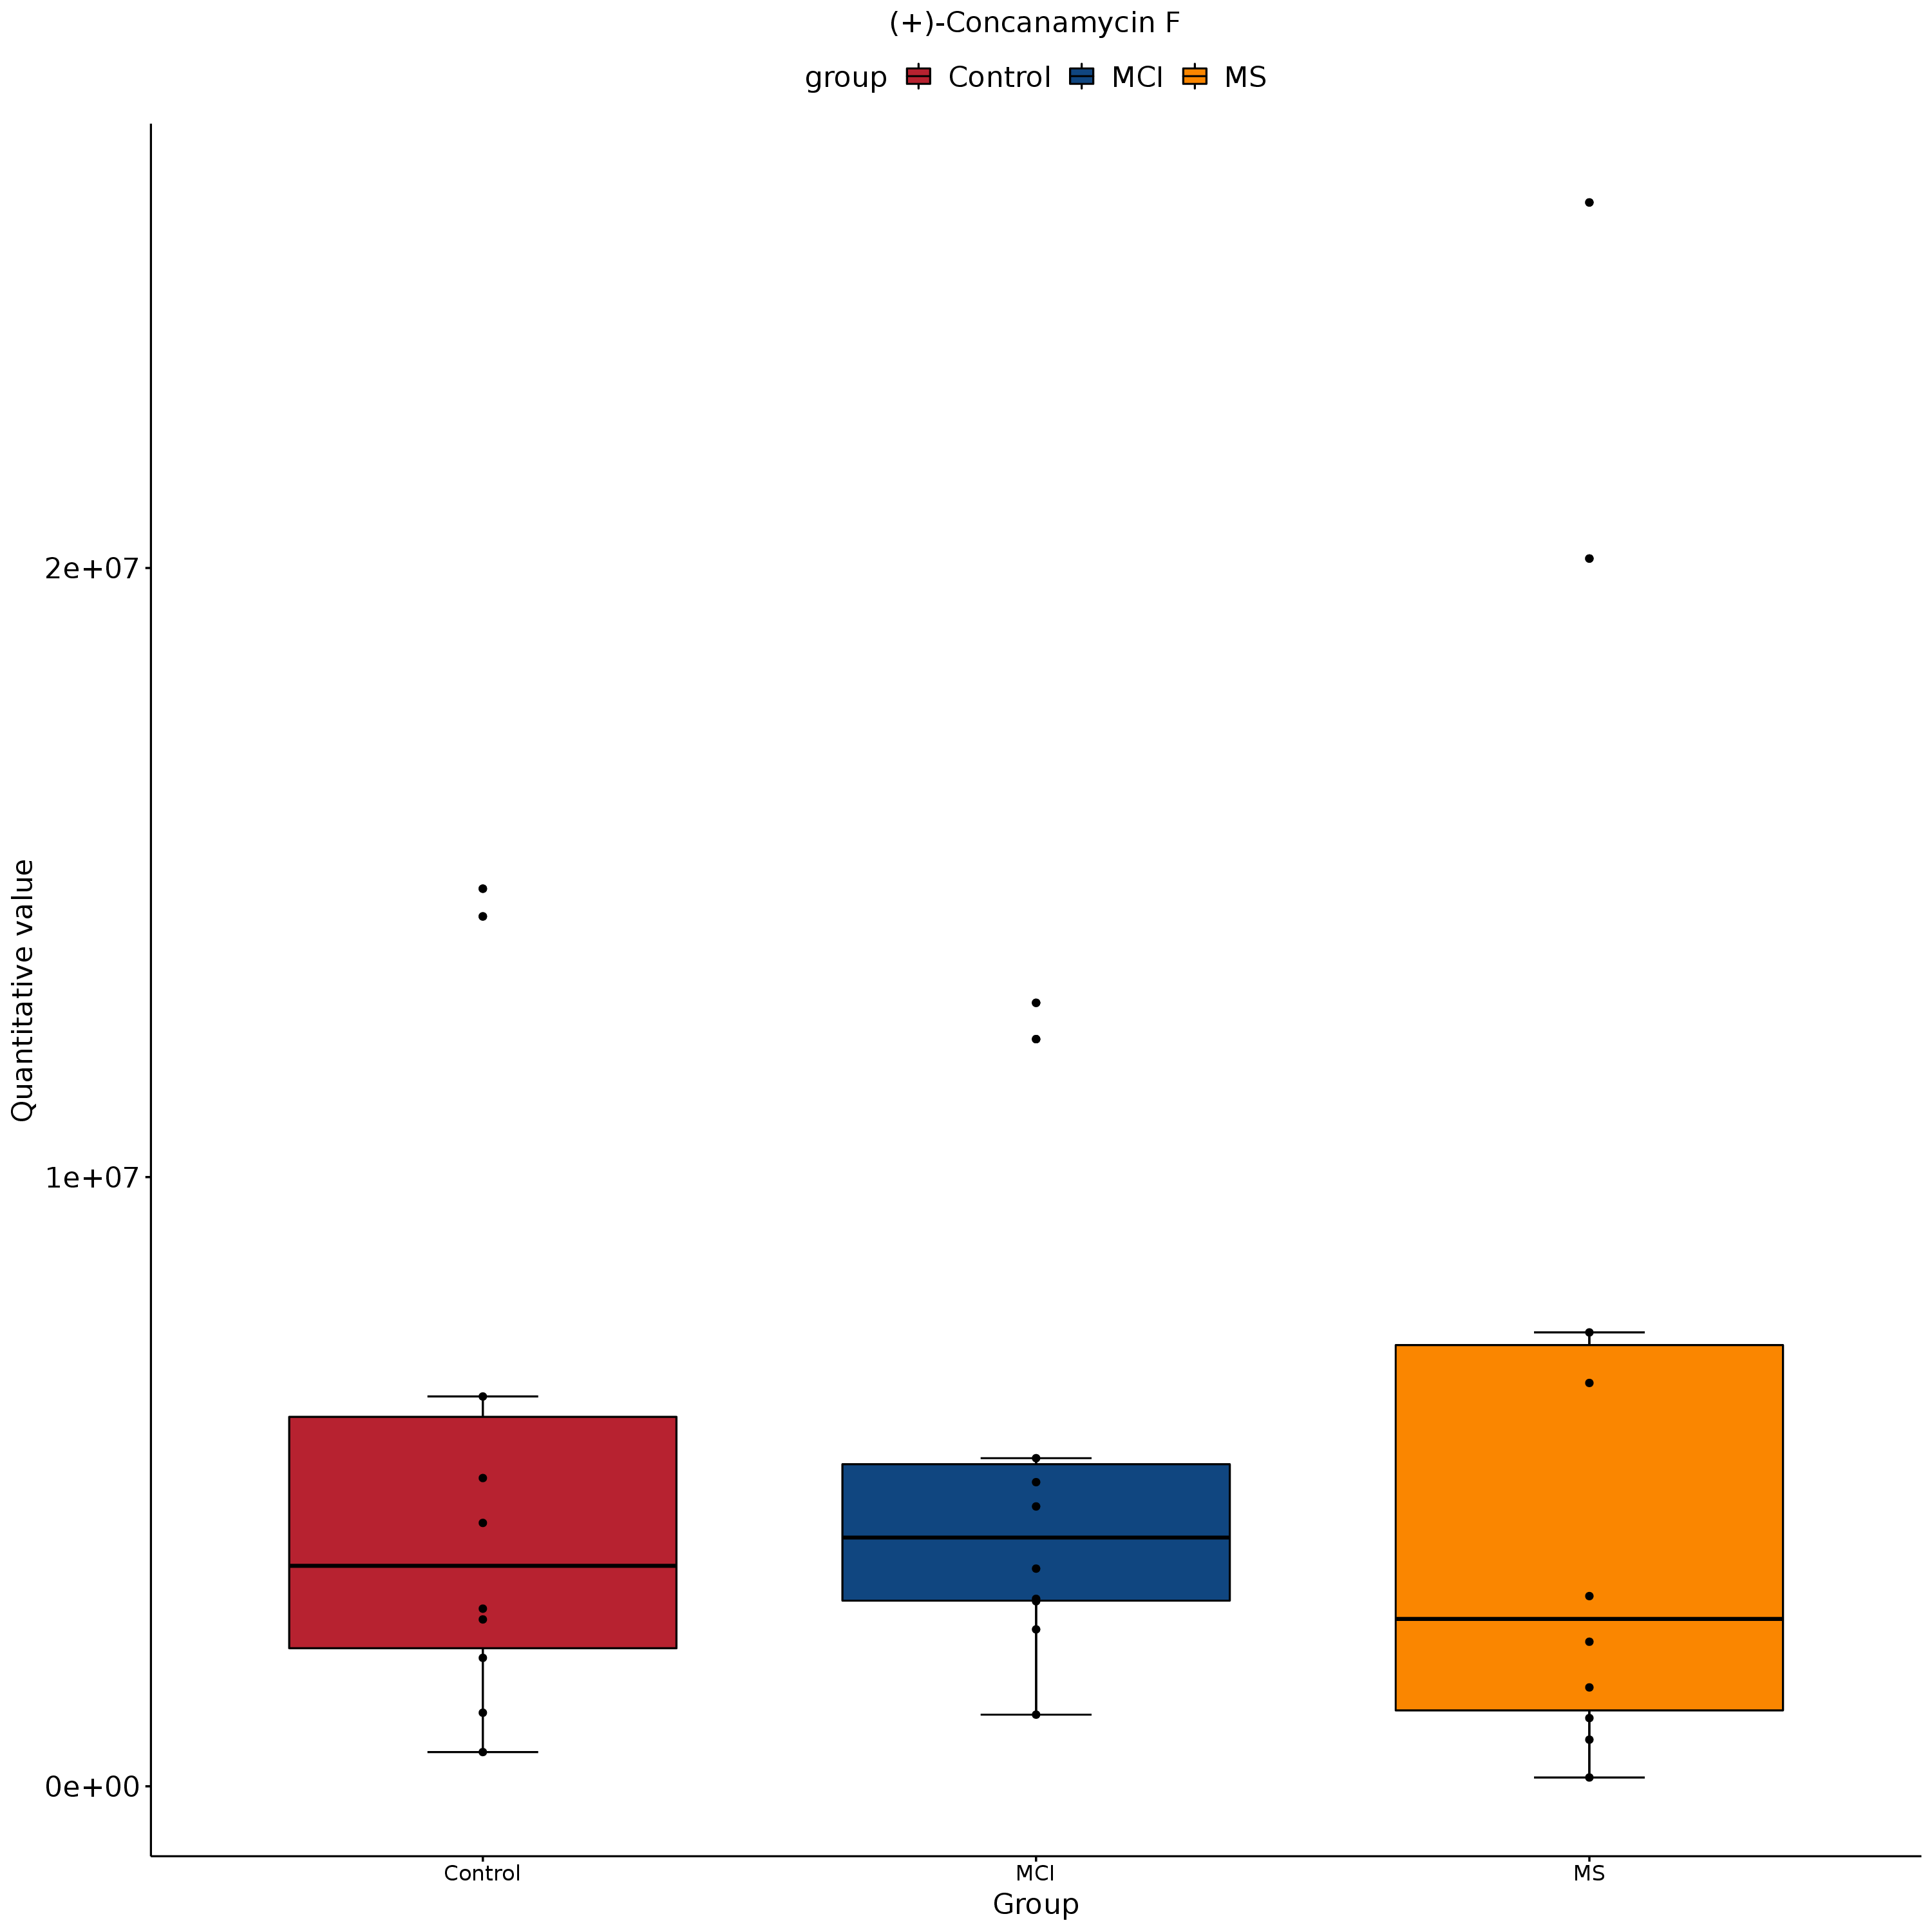 (+)-Concanamycin F
group Control MCI MS
Quantitative value
2e+07
1e+07
0e+00
Control MCI MS
Group